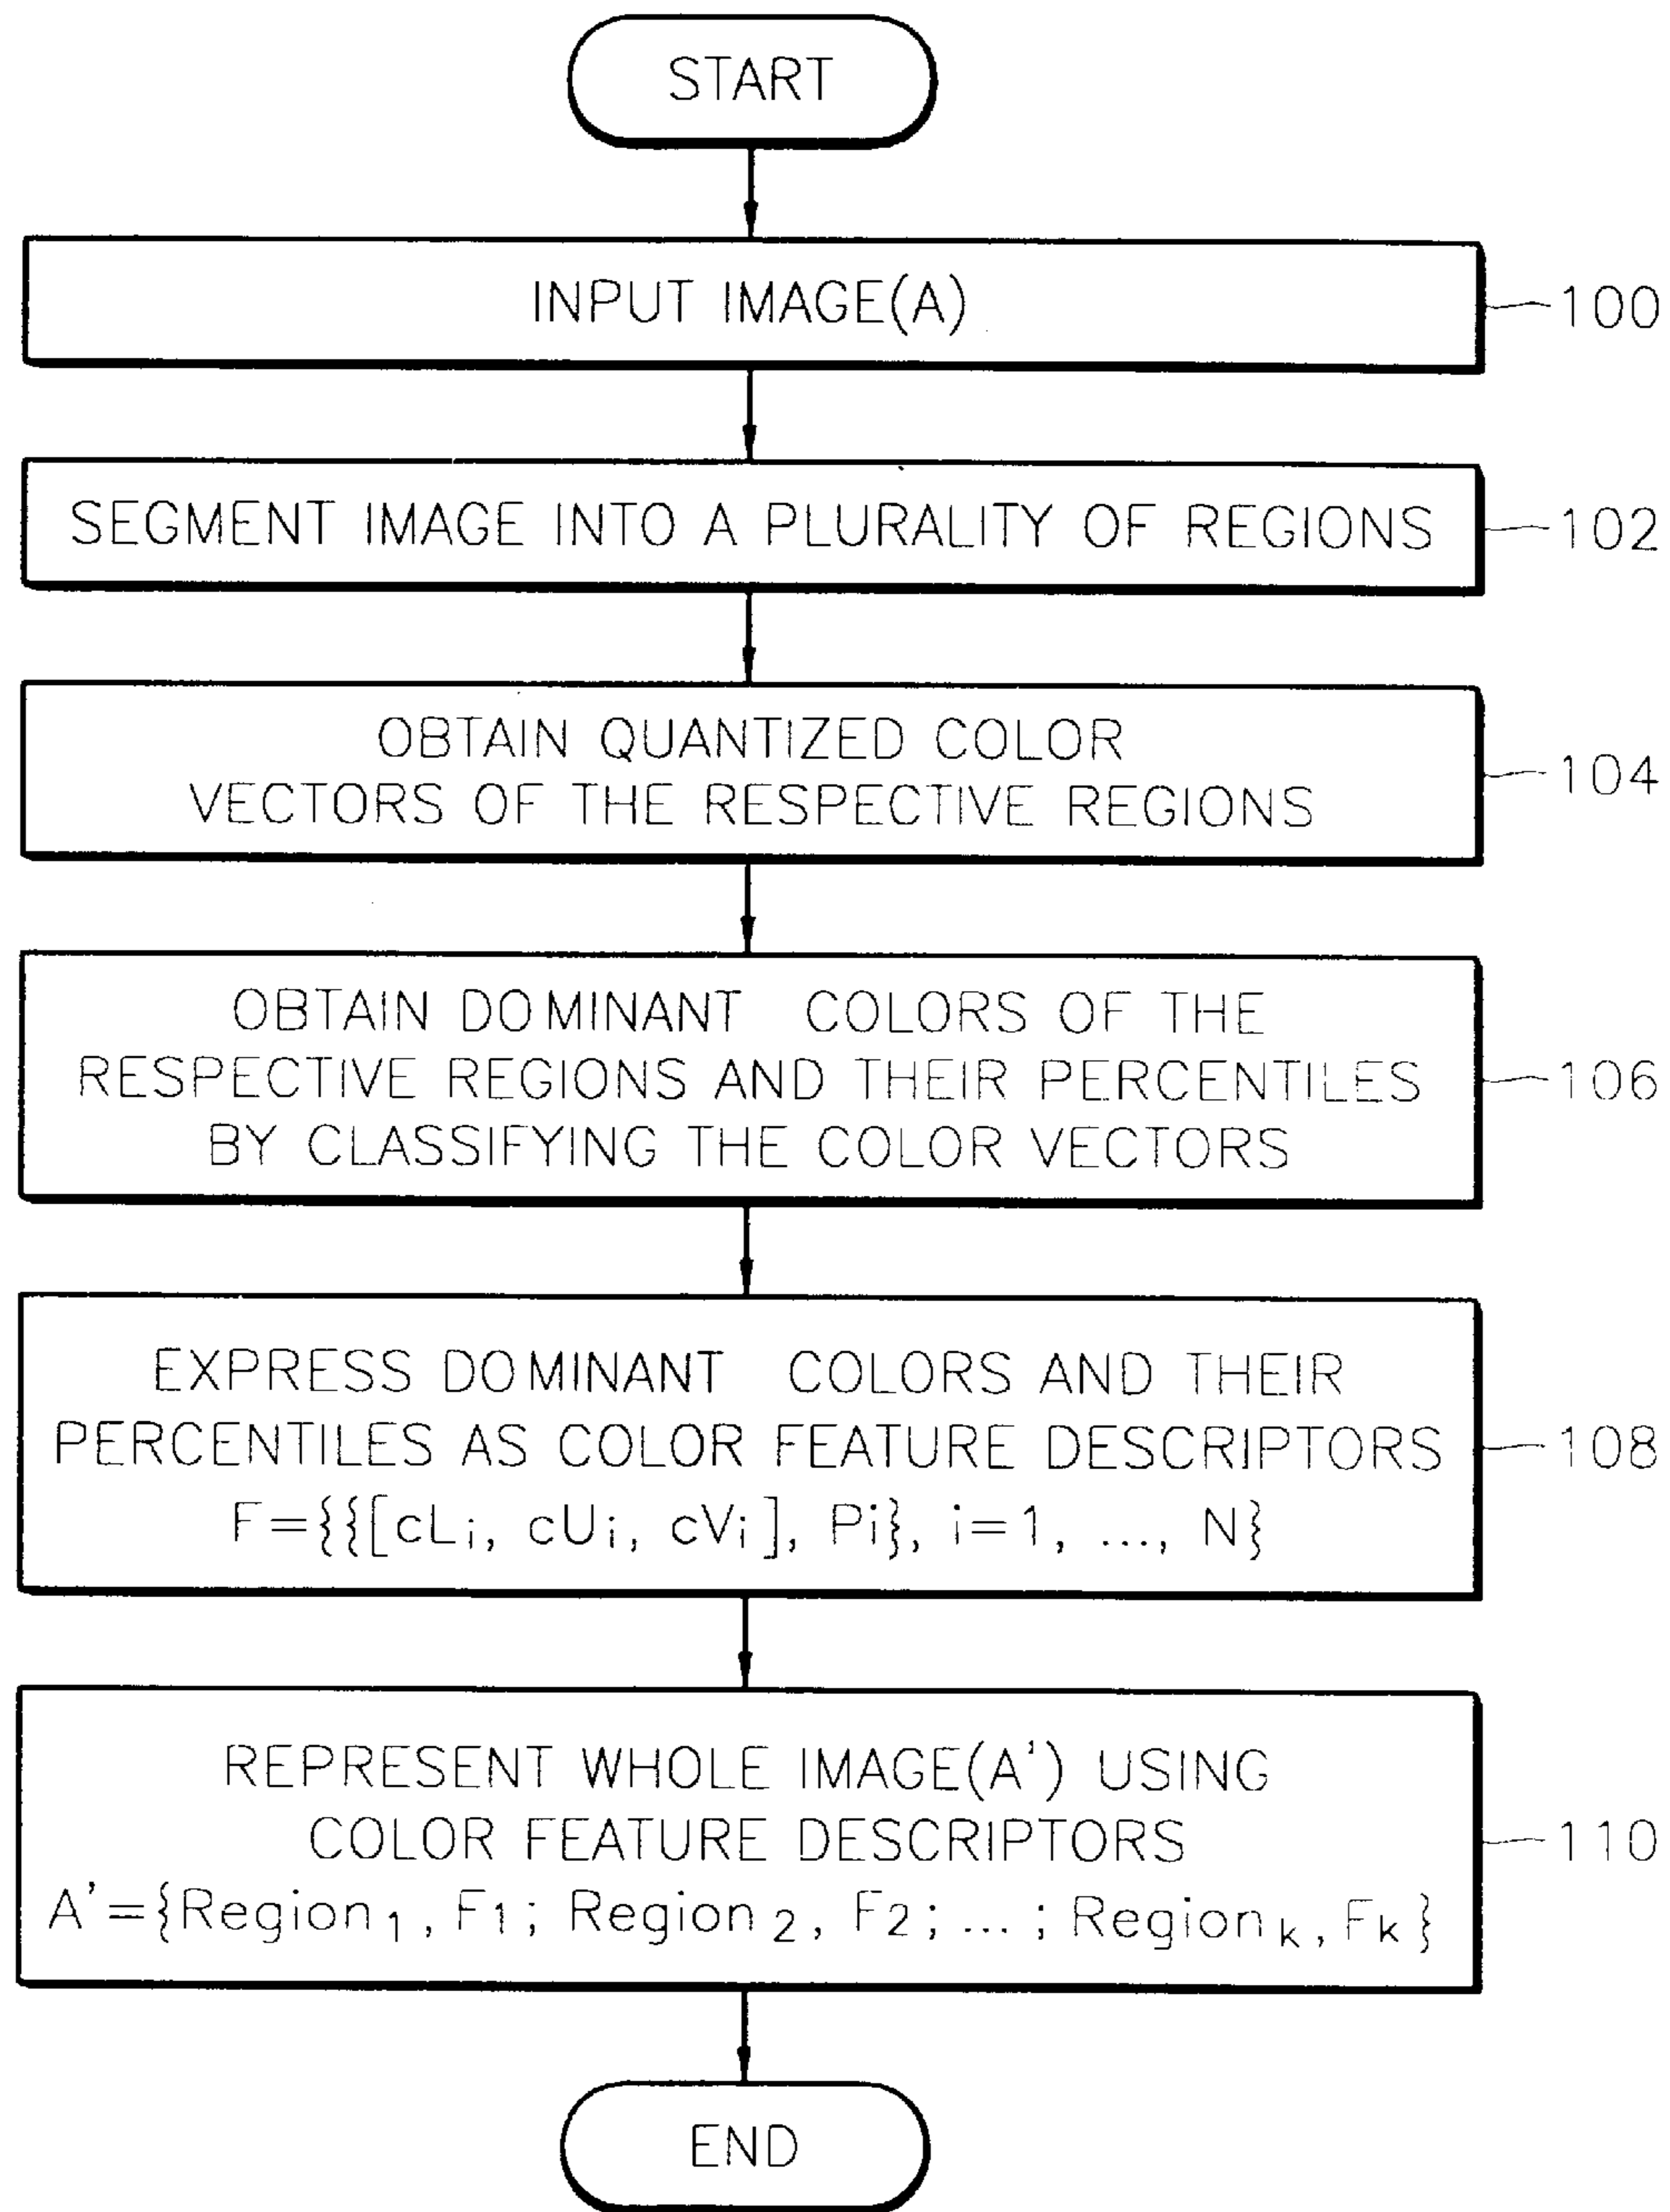 START
INPUT IMAGE(A)
100
SEGMENT IMAGE INTO A PLURALITY OF REGIONS
102
OBTAIN QUANTIZED COLOR
VECTORS OF THE RESPECTIVE REGIONS
104
OBTAIN DOMINANT COLORS OF THE
RESPECTIVE REGIONS AND THEIR PERCENTILES
BY CLASSIFYING THE COLOR VECTORS
106
EXPRESS DOMINANT COLORS AND THEIR
PERCENTILES AS COLOR FEATURE DESCRIPTORS
F={{[cLi, cUi, cVi], Pi}, i=1, ..., N}
108
REPRESENT WHOLE IMAGE(A') USING
COLOR FEATURE DESCRIPTORS
A'={Region1, F1; Region2, F2; ... ; Regionk, Fk}
110
END